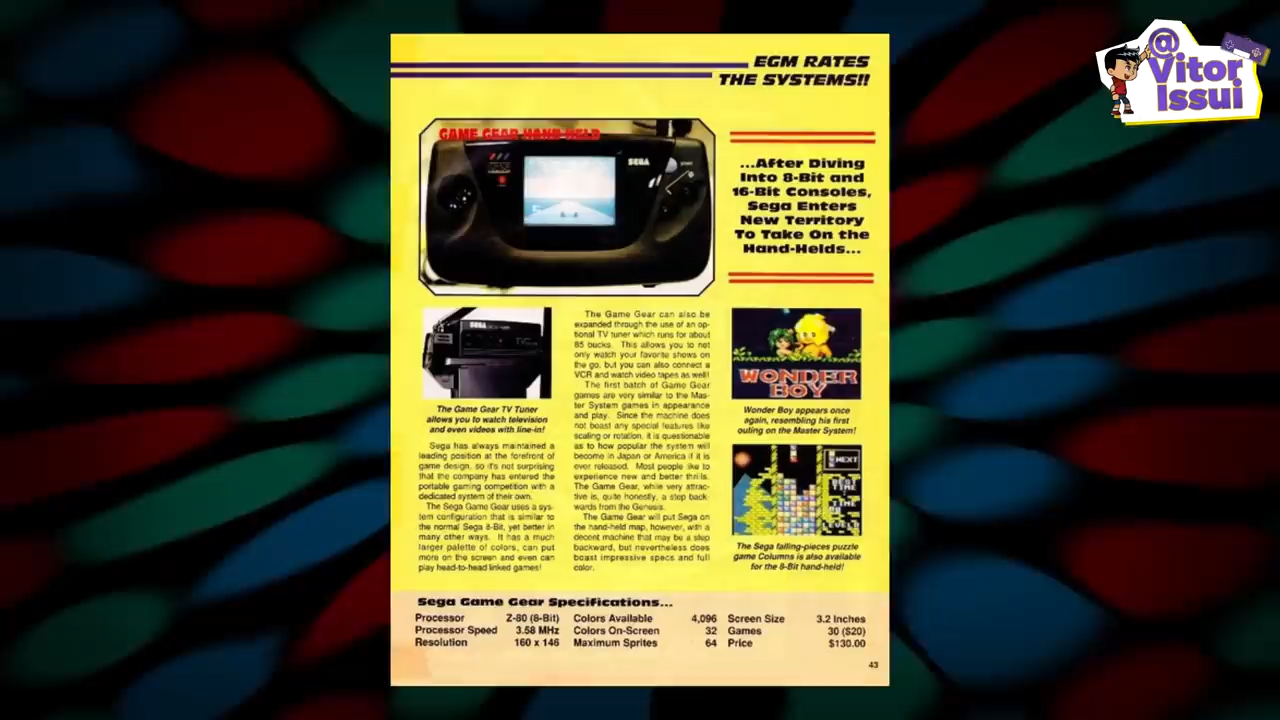 @
Vitor
Issui
EGM RATES
THE SYSTEMS!!
GAME GEAR HAND-HELD
SEGA
...After Diving
Into 8-Bit and
16-Bit Consoles,
Sega Enters
New Territory
To Take On the
Hand-Helds...
SEGA
The Game Gear TV Tuner
allows you to watch television
and even videos with line-in!
Sega has always maintained a
leading position at the forefront of
game design, so it's not surprising
that the company has entered the
portable gaming competition with a
dedicated system of their own.
The Sega Game Gear uses a sys-
tem configuration that is similar to
the normal Sega 8-Bit, yet better in
many other ways. It has a much
larger palette of colors, can put
more on the screen and even can
play head-to-head linked games!
The Game Gear can also be
expanded through the use of an op-
tional TV tuner which runs for about
85 bucks. This allows you to not
only watch your favorite shows on
the go, but you can also connect a
VCR and watch video tapes as well!
The first batch of Game Gear
games are very similar to the Mas-
ter System games in appearance
and play. Since the machine does
not boast any special features like
scaling or rotation, it is questionable
as to how popular the system will
become in Japan or America if it is
ever released. Most people like to
experience new and better thrills.
The Game Gear, while very attrac-
tive is, quite honestly, a step back-
wards from the Genesis.
The Game Gear will put Sega on
the hand-held map, however, with a
decent machine that may be a step
backward, but nevertheless does
boast impressive specs and full
color.
WONDER
BOY
Wonder Boy appears once
again, resembling his first
outing on the Master System!
NEXT
The Sega falling-pieces puzzle
game Columns is also available
for the 8-Bit hand-held!
Sega Game Gear Specifications...
Processor Z-80 (8-Bit) Colors Available 4,096 Screen Size 3.2 Inches
Processor Speed 3.58 MHz Colors On-Screen 32 Games 30 ($20)
Resolution 160 x 146 Maximum Sprites 64 Price $130.00
43